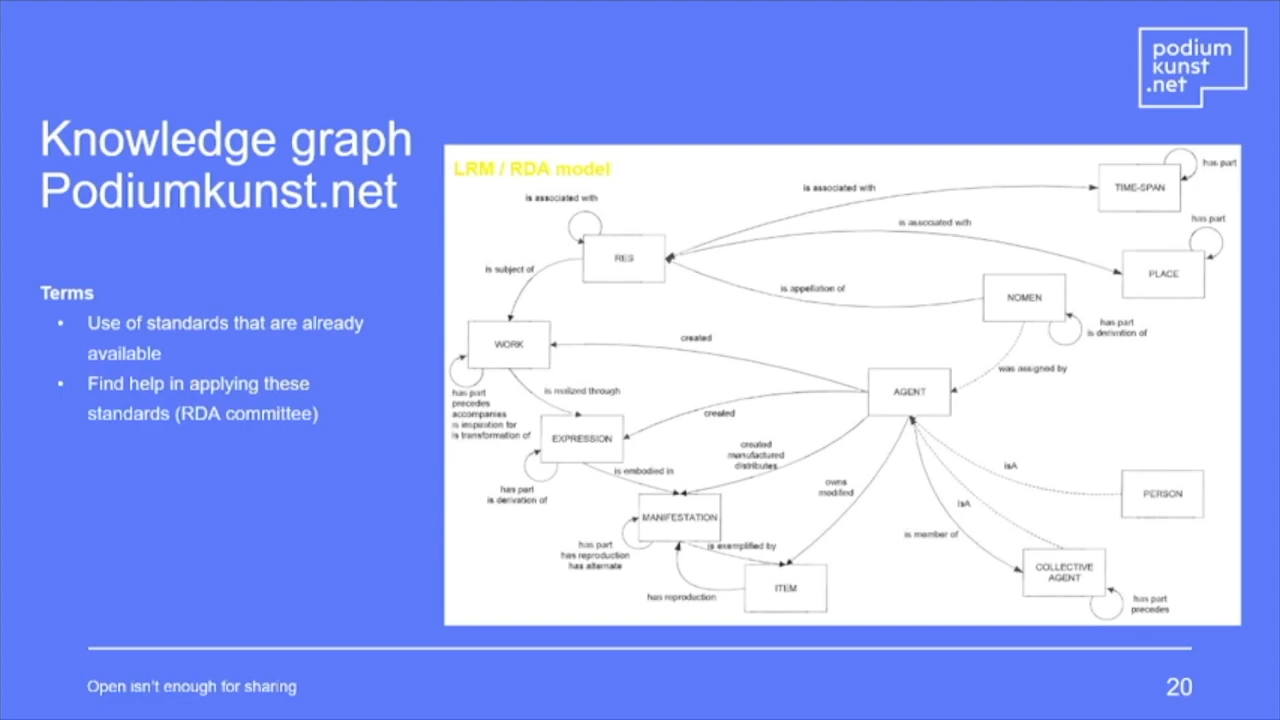 podium
kunst
.net
Knowledge graph
Podiumkunst.net
Terms
• Use of standards that are already
available
• Find help in applying these
standards (RDA committee)
LRM / RDA model
is associated with
is associated with
has part
TIME-SPAN
is associated with
has part
RES
PLACE
is subject of
is appellation of
NOMEN
has part
is derivation of
WORK
created
was assigned by
has part
precedes
accompanies
is inspiration for
is transformation of
is realized through
AGENT
created
EXPRESSION
created
manufactured
distributes
is embodied in
has part
is derivation of
owns
modified
isA
PERSON
IsA
MANIFESTATION
is member of
has part
has reproduction
has alternate
is exemplified by
COLLECTIVE
AGENT
ITEM
has reproduction
has part
precedes
Open isn't enough for sharing
20